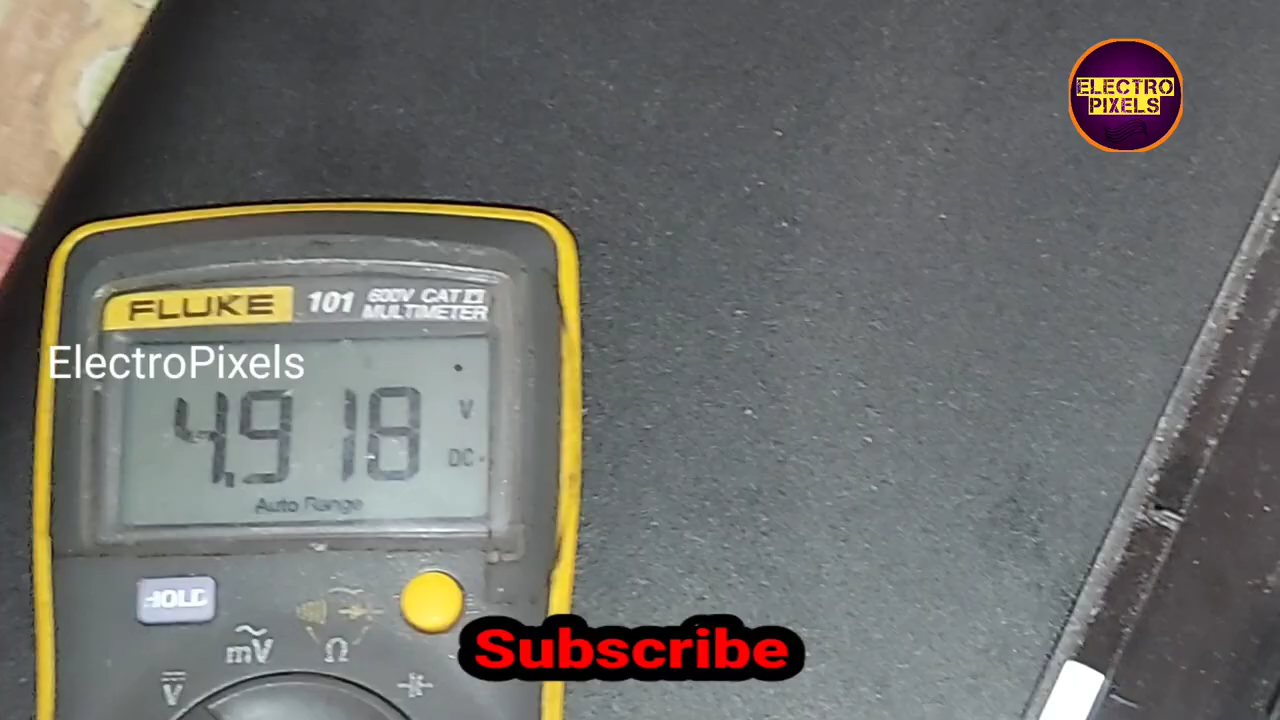 ELECTRO
PIXELS
FLUKE 101 600V CAT III
MULTIMETER
ElectroPixels
4.918
V
DC
Auto Range
HOLD
mV
Ω
V
Subscribe